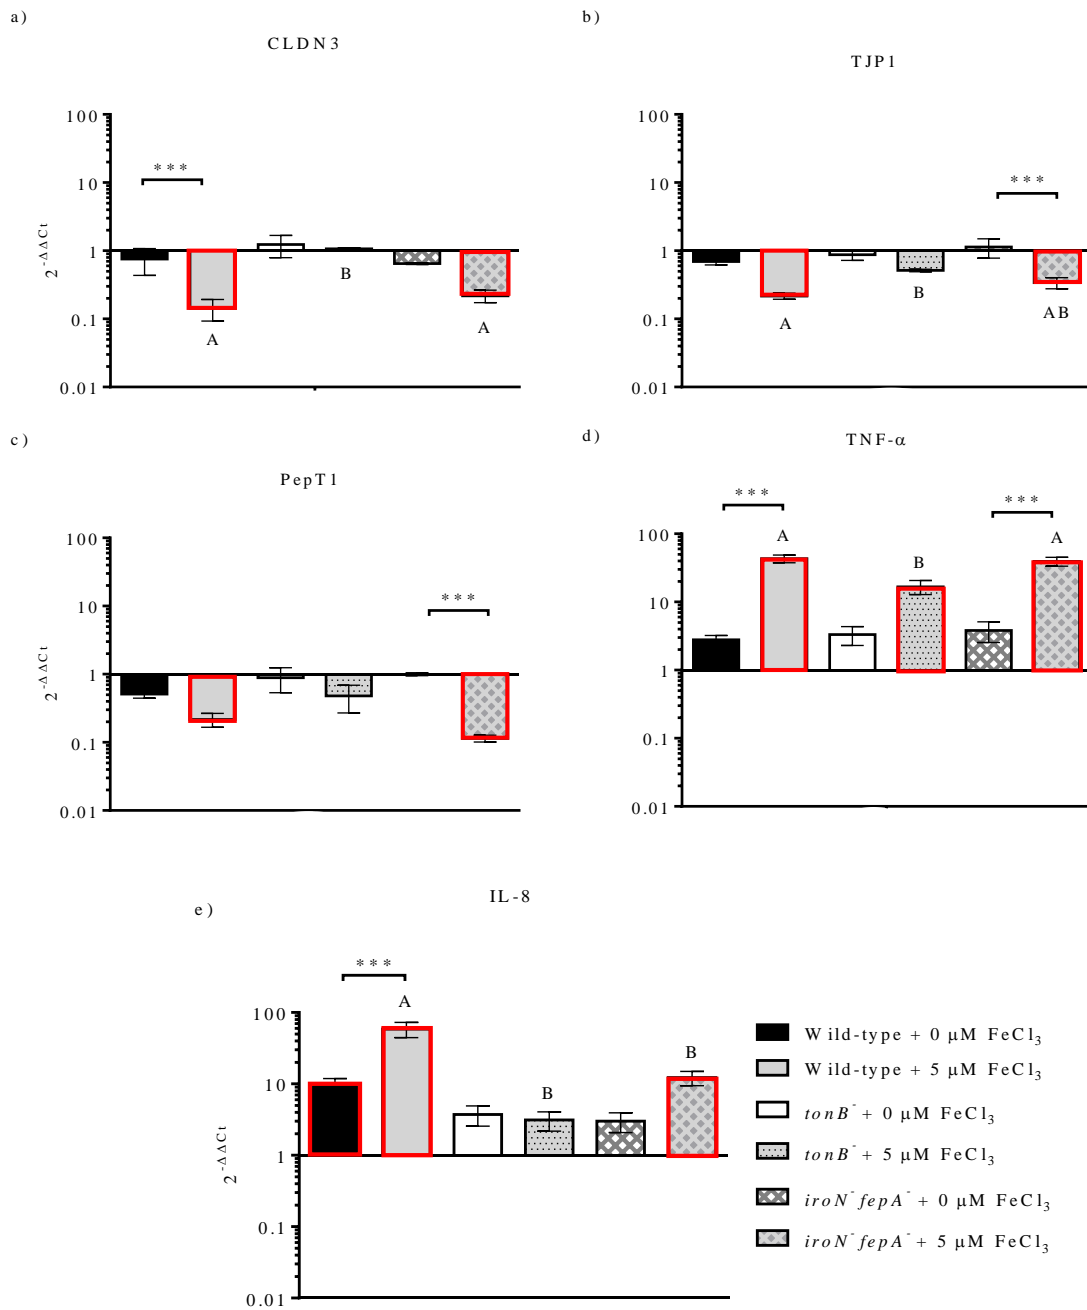 a)
CLDN3
100
10
1
0.1
0.01
2^-ΔΔCt
***
A
B
A
b)
TJP1
100
10
1
0.1
0.01
***
A
B
AB
c)
PepT1
100
10
1
0.1
0.01
2^-ΔΔCt
***
d)
TNF-α
100
10
1
0.1
0.01
***
***
A
B
A
e)
IL-8
100
10
1
0.1
0.01
2^-ΔΔCt
***
A
B
B
Wild-type + 0 μM FeCl₃
Wild-type + 5 μM FeCl₃
tonB⁻ + 0 μM FeCl₃
tonB⁻ + 5 μM FeCl₃
iroN⁻ fepA⁻ + 0 μM FeCl₃
iroN⁻ fepA⁻ + 5 μM FeCl₃